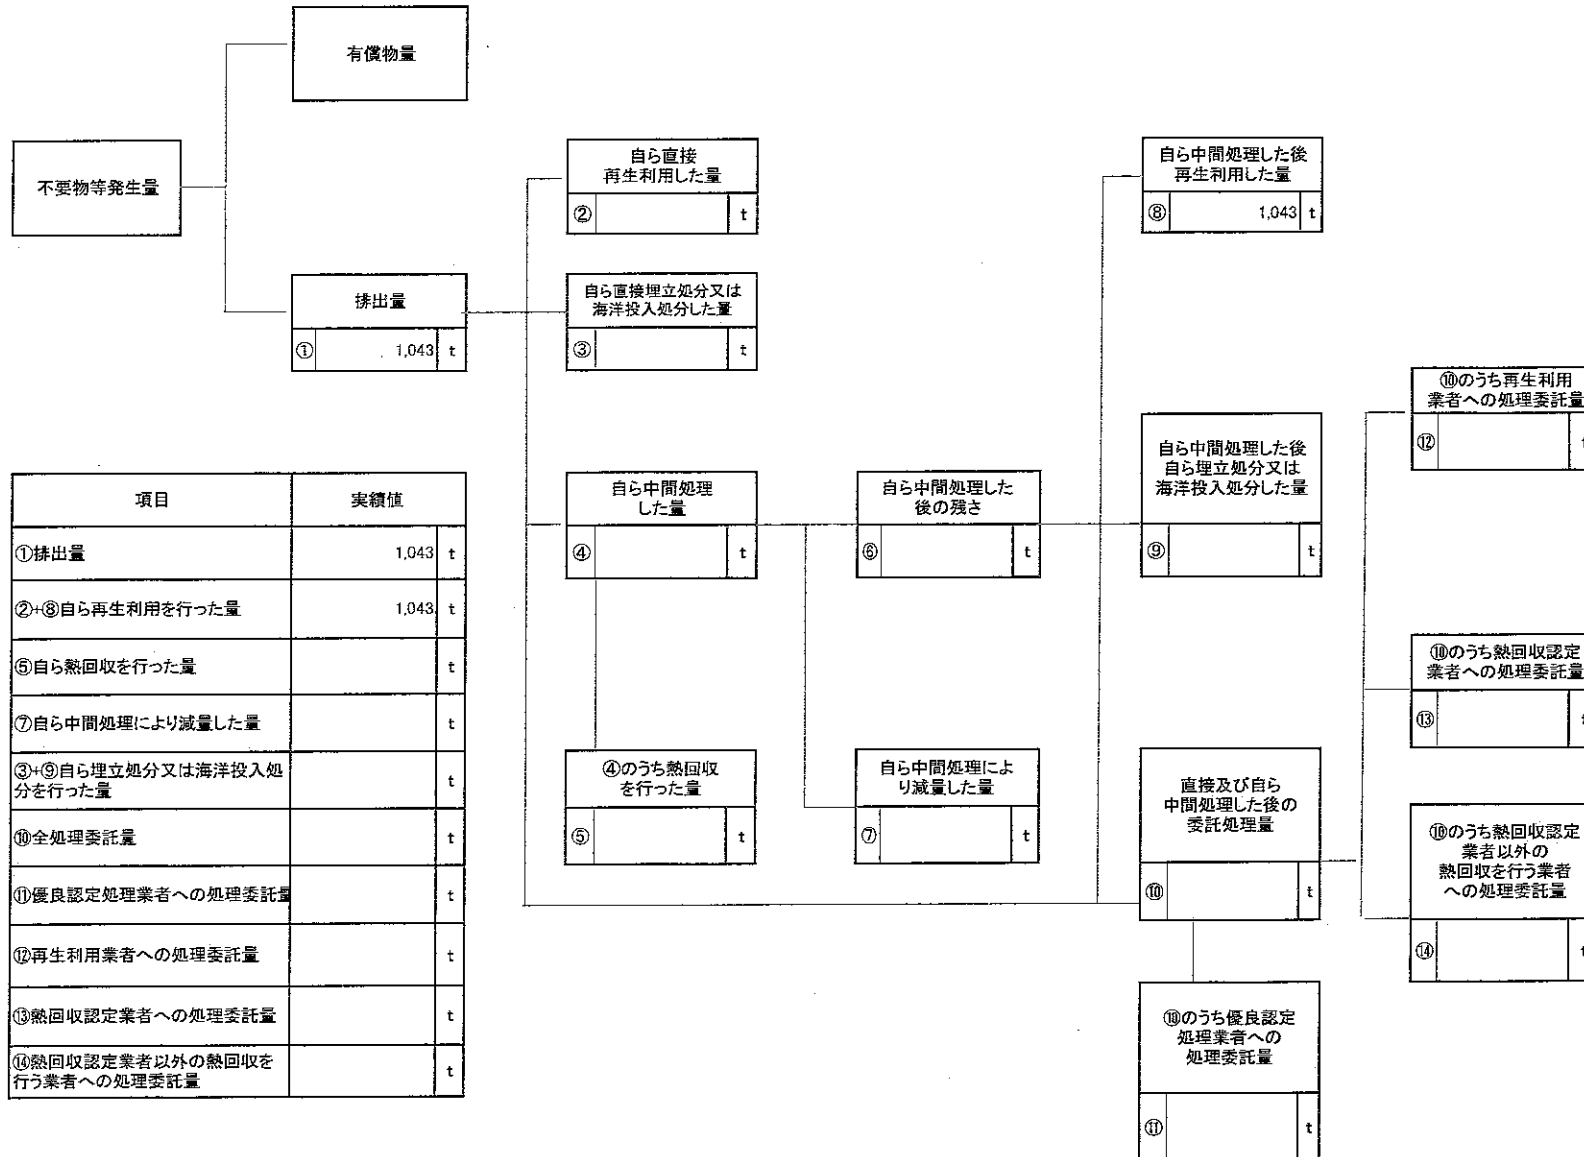 有償物量
不要物等発生量
排出量
① 1,043 t
自ら直接
再生利用した量
② t
自ら直接埋立処分又は
海洋投入処分した量
③ t
自ら中間処理
した量
④ t
④のうち熱回収
を行った量
⑤ t
自ら中間処理した
後の残さ
⑥ t
自ら中間処理によ
り減量した量
⑦ t
自ら中間処理した後
再生利用した量
⑧ 1,043 t
自ら中間処理した後
自ら埋立処分又は
海洋投入処分した量
⑨ t
直接及び自ら
中間処理した後の
委託処理量
⑩ t
⑩のうち優良認定
処理業者への
処理委託量
⑪ t
⑩のうち再生利用
業者への処理委託量
⑫ t
⑩のうち熱回収認定
業者への処理委託量
⑬ t
⑩のうち熱回収認定
業者以外の
熱回収を行う業者
への処理委託量
⑭ t
項目 実績値
①排出量 1,043 t
②+⑧自ら再生利用を行った量 1,043 t
⑤自ら熱回収を行った量 t
⑦自ら中間処理により減量した量 t
③+⑨自ら埋立処分又は海洋投入処
分を行った量 t
⑩全処理委託量 t
⑪優良認定処理業者への処理委託量 t
⑫再生利用業者への処理委託量 t
⑬熱回収認定業者への処理委託量 t
⑭熱回収認定業者以外の熱回収を
行う業者への処理委託量 t